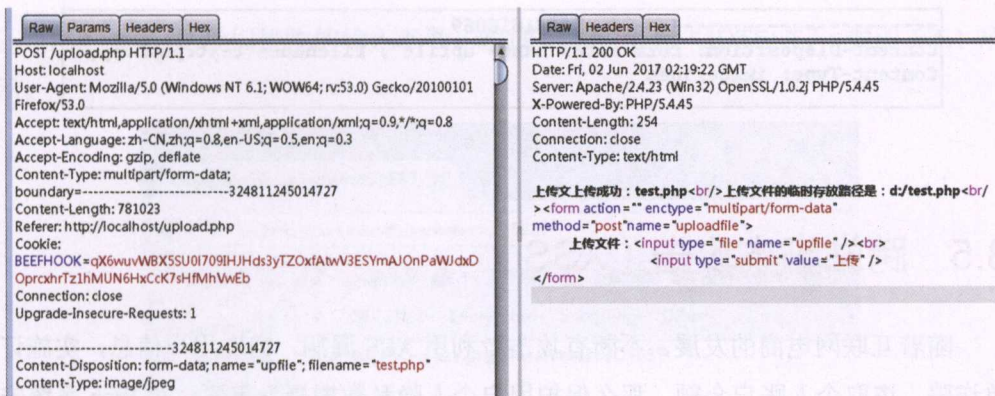 Raw Params Headers Hex
POST /upload.php HTTP/1.1
Host: localhost
User-Agent: Mozilla/5.0 (Windows NT 6.1; WOW64; rv:53.0) Gecko/20100101
Firefox/53.0
Accept: text/html,application/xhtml+xml,application/xml;q=0.9,*/*;q=0.8
Accept-Language: zh-CN,zh;q=0.8,en-US;q=0.5,en;q=0.3
Accept-Encoding: gzip, deflate
Content-Type: multipart/form-data;
boundary=---------------------------324811245014727
Content-Length: 781023
Referer: http://localhost/upload.php
Cookie:
Connection: close
Upgrade-Insecure-Requests: 1
-----------------------------324811245014727
Content-Disposition: form-data; name="upfile"; filename="test.php"
Content-Type: image/jpeg
Raw Headers Hex
HTTP/1.1 200 OK
Date: Fri, 02 Jun 2017 02:19:22 GMT
Server: Apache/2.4.23 (Win32) OpenSSL/1.0.2j PHP/5.4.45
X-Powered-By: PHP/5.4.45
Content-Length: 254
Connection: close
Content-Type: text/html
上传文上传成功：test.php<br/>上传文件的临时存放路径是：d:/test.php<br/
><form action="" enctype="multipart/form-data"
method="post"name="uploadfile">
上传文件：<input type="file" name="upfile" /><br>
<input type="submit" value="上传" />
</form>